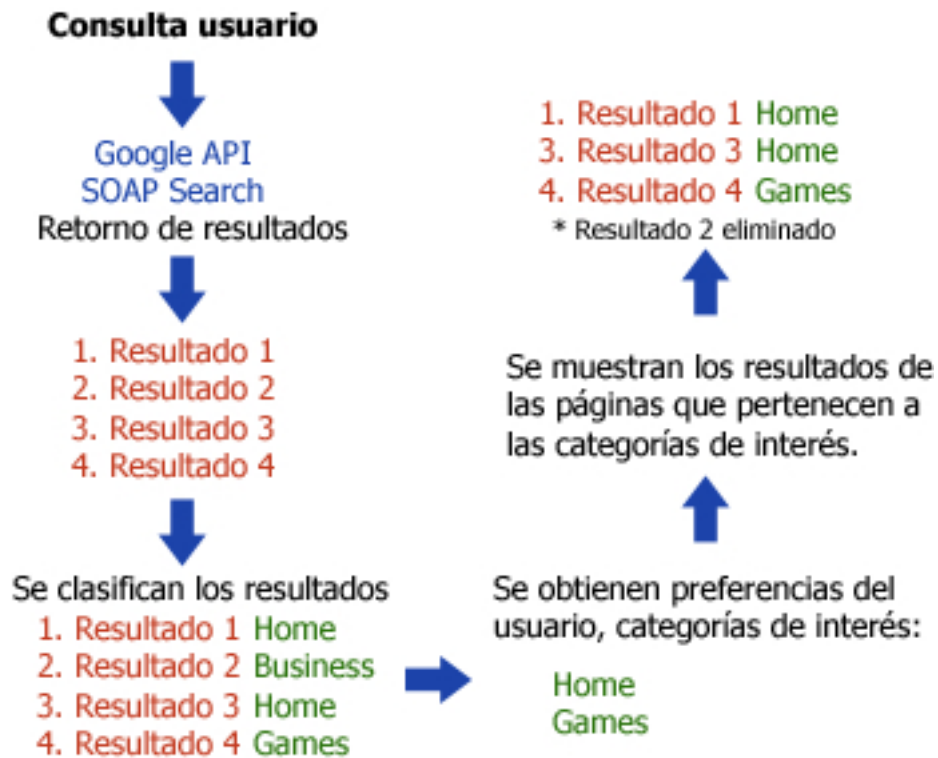 Consulta usuario
Google API
SOAP Search
Retorno de resultados
1. Resultado 1
2. Resultado 2
3. Resultado 3
4. Resultado 4
Se clasifican los resultados
1. Resultado 1 Home
2. Resultado 2 Business
3. Resultado 3 Home
4. Resultado 4 Games
Se obtienen preferencias del
usuario, categorías de interés:
Home
Games
Se muestran los resultados de
las páginas que pertenecen a
las categorías de interés.
1. Resultado 1 Home
3. Resultado 3 Home
4. Resultado 4 Games
* Resultado 2 eliminado